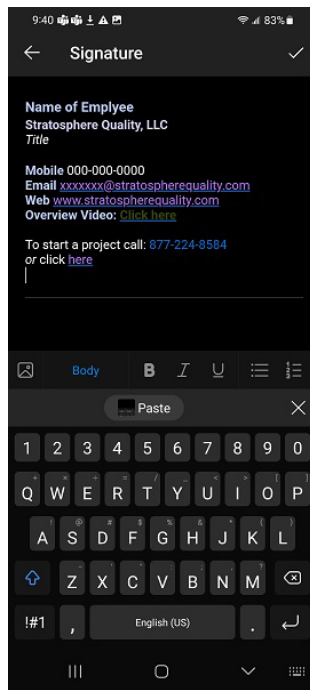 9:40 83%
Signature
Name of Emplyee
Stratosphere Quality, LLC
Title
Mobile 000-000-0000
Email xxxxxxx@stratospherequality.com
Web www.stratospherequality.com
Overview Video: Click here
To start a project call: 877-224-8584
or click here
Body B I U
Paste
1 2 3 4 5 6 7 8 9 0
Q W E R T Y U I O P
A S D F G H J K L
Z X C V B N M
!#1 , English (US) .